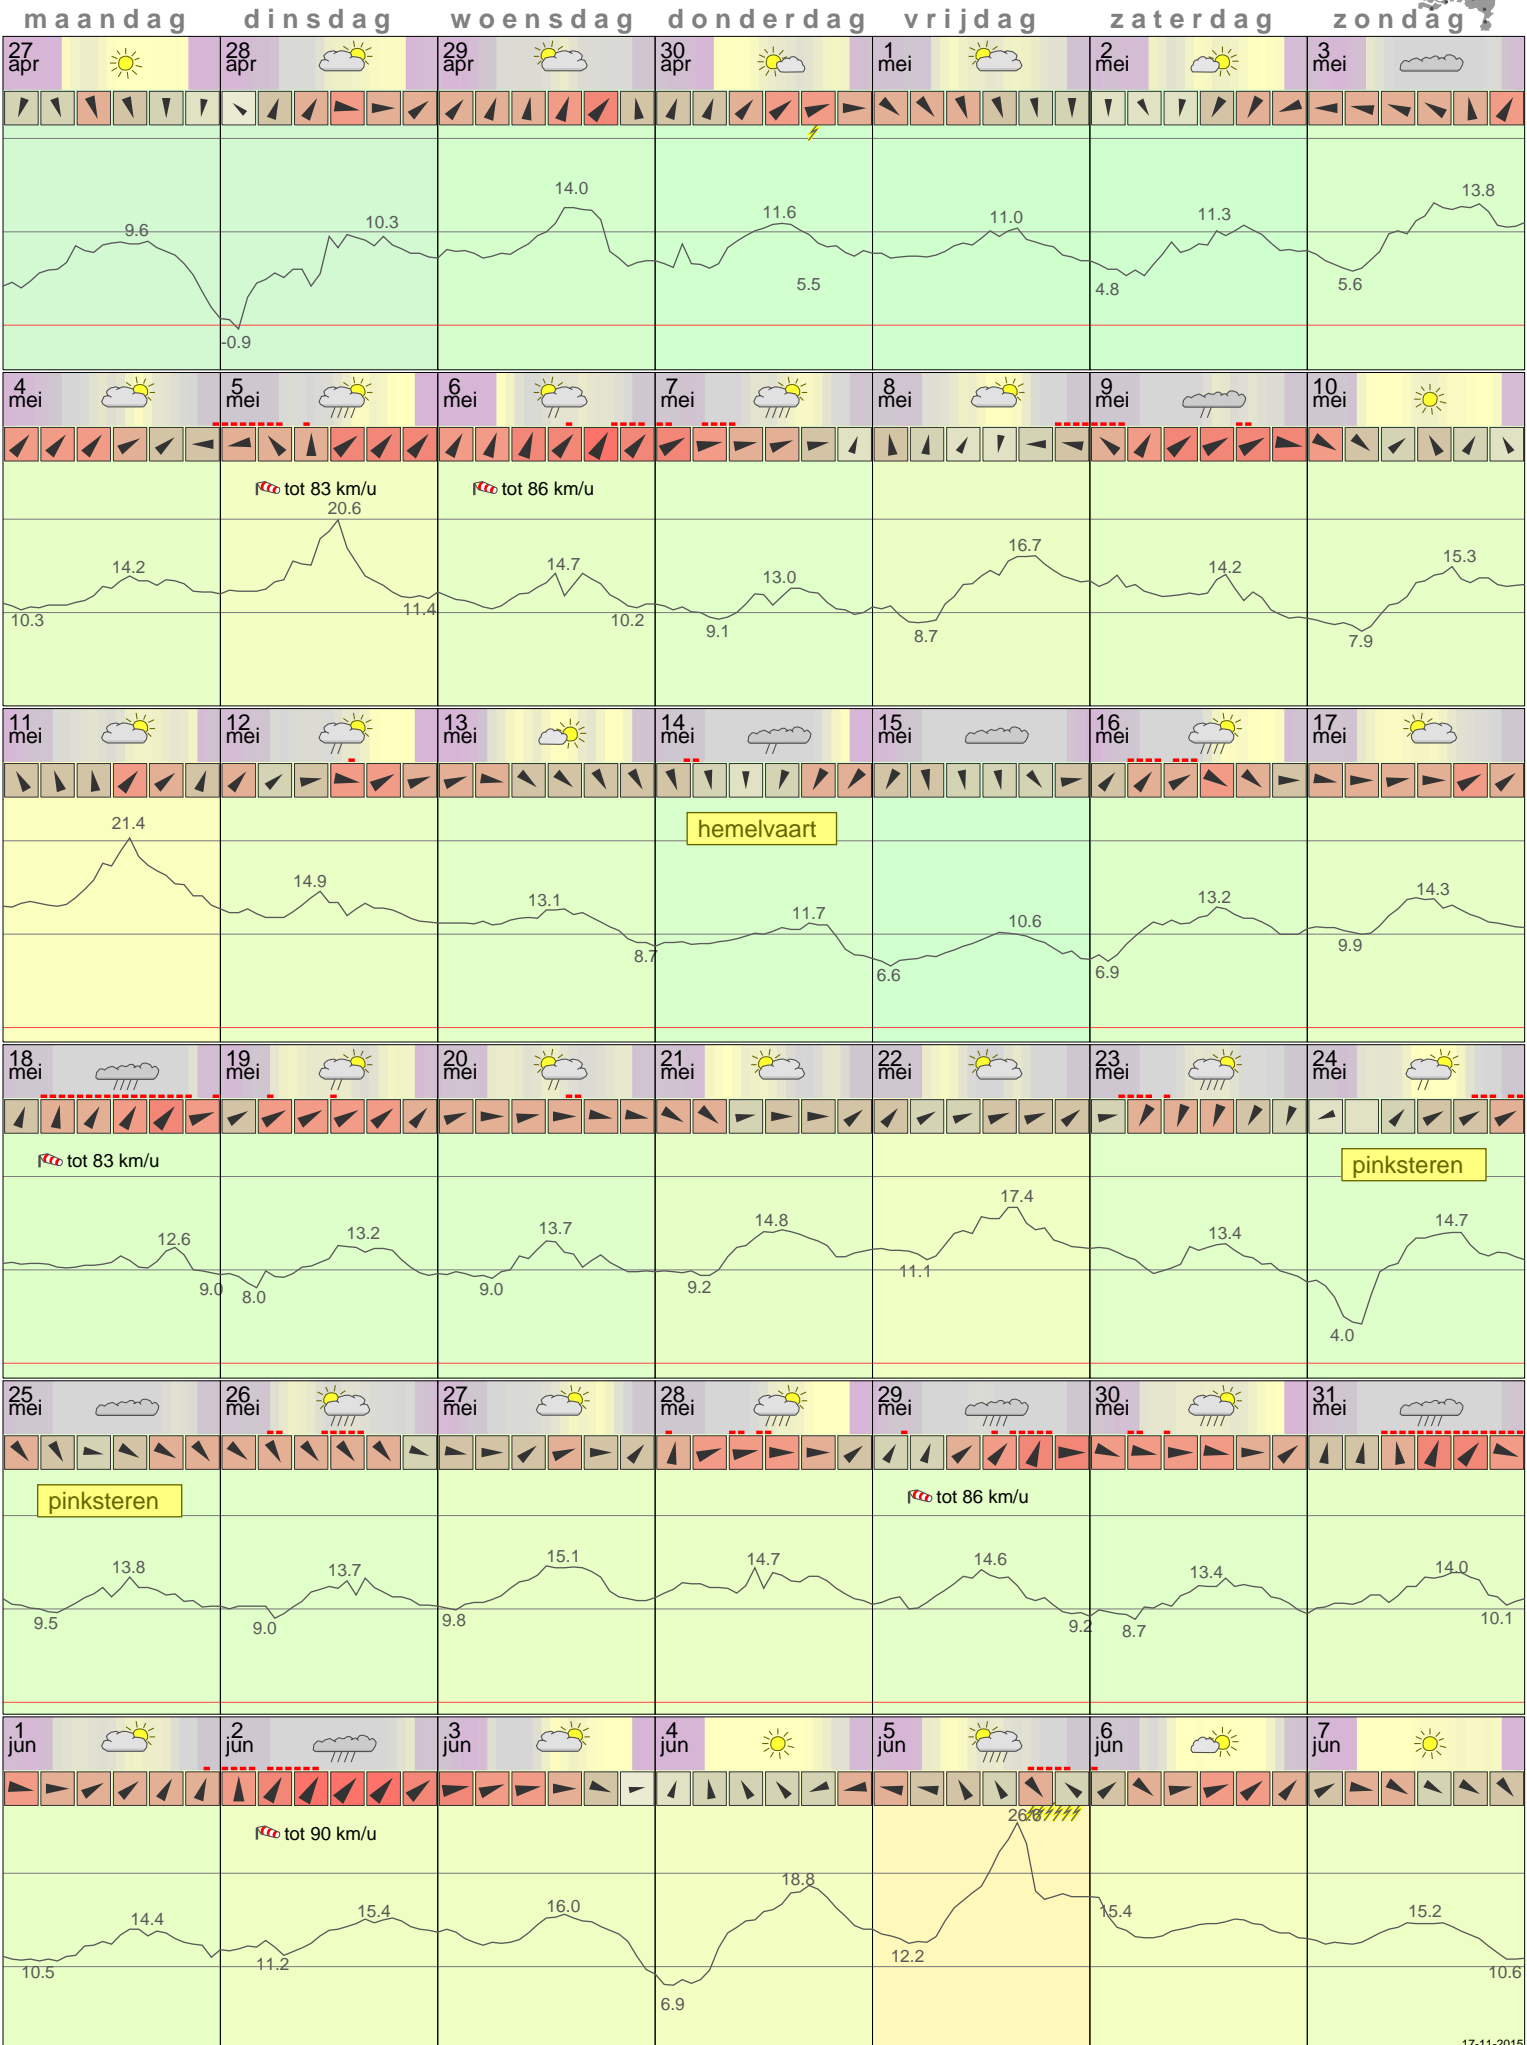 maandag dinsdag woensdag donderdag vrijdag zaterdag zondag
27 28 29 30 1 2 3
apr apr apr apr mei mei mei
14.0 13.8
9.6 10.3 11.6 11.0 11.3
5.5 4.8 5.6
-0.9
4 5 6 7 8 9 10
mei mei mei mei mei mei mei
tot 83 km/u tot 86 km/u
20.6
14.2 14.7 13.0 16.7 14.2 15.3
10.3 11.4 10.2 9.1 8.7 7.9
11 12 13 14 15 16 17
mei mei mei mei mei mei mei
21.4 hemelvaart
14.9 13.1 11.7 10.6 13.2 14.3
8.7 6.6 6.9 9.9
18 19 20 21 22 23 24
mei mei mei mei mei mei mei
tot 83 km/u pinksteren
12.6 13.2 13.7 14.8 17.4 13.4 14.7
9.0 8.0 9.0 9.2 11.1 4.0
25 26 27 28 29 30 31
mei mei mei mei mei mei mei
pinksteren tot 86 km/u
13.8 13.7 15.1 14.7 14.6 13.4 14.0
9.5 9.0 9.8 9.2 8.7 10.1
1 2 3 4 5 6 7
jun jun jun jun jun jun jun
tot 90 km/u
14.4 15.4 16.0 18.8 15.4 15.2
10.5 11.2 6.9 12.2 10.6
17-11-2015